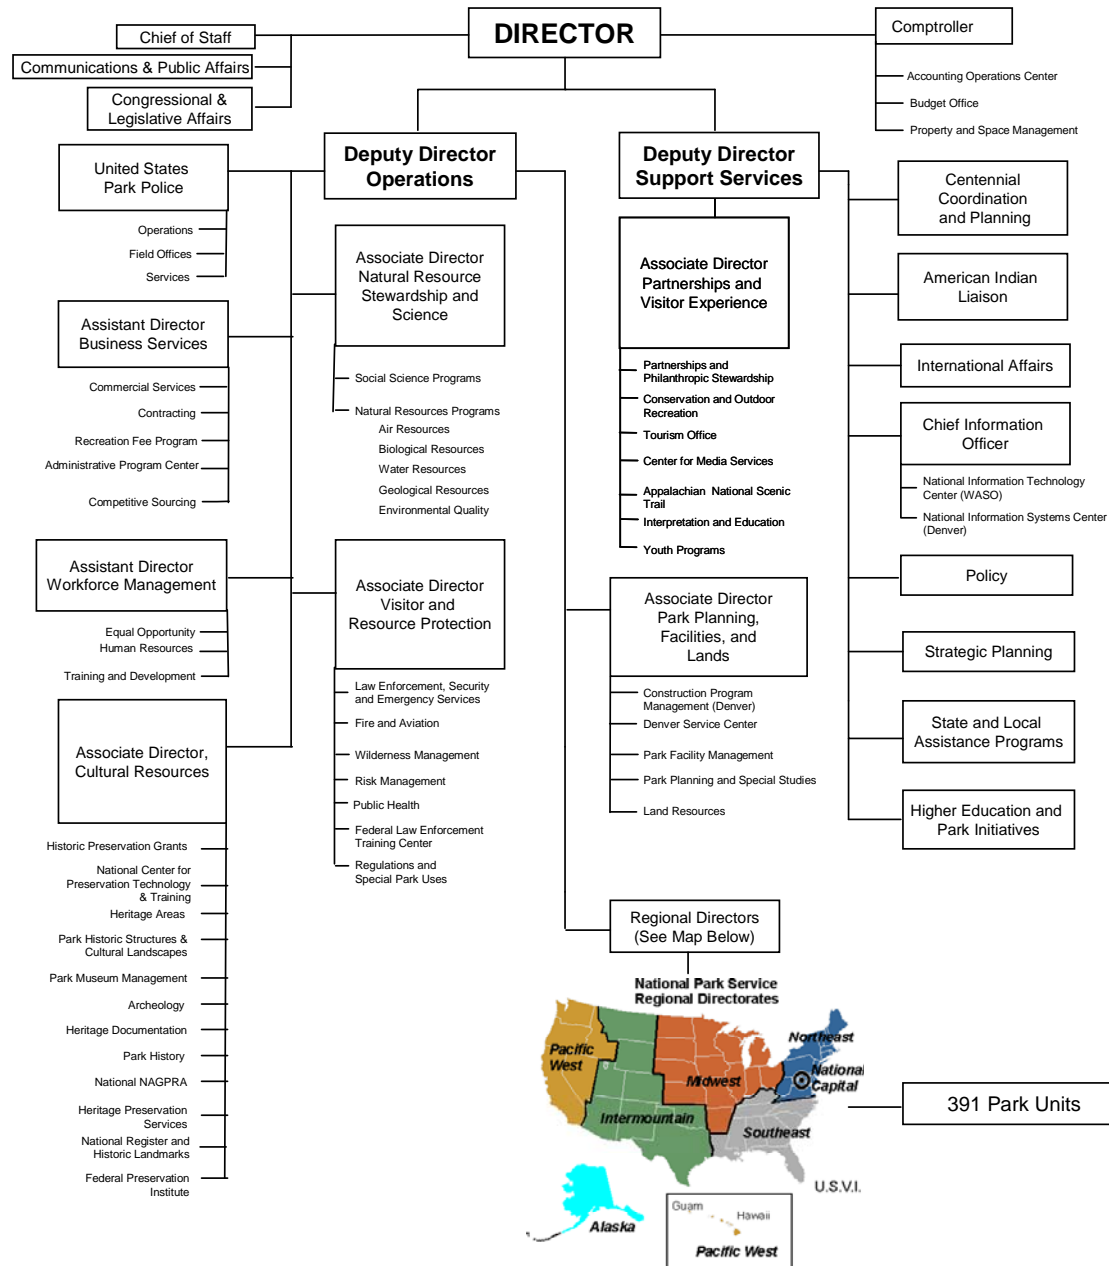 DIRECTOR
Chief of Staff
Communications & Public Affairs
Congressional &
Legislative Affairs
Comptroller
Accounting Operations Center
Budget Office
Property and Space Management
Deputy Director
Operations
Deputy Director
Support Services
United States
Park Police
Operations
Field Offices
Services
Assistant Director
Business Services
Commercial Services
Contracting
Recreation Fee Program
Administrative Program Center
Competitive Sourcing
Assistant Director
Workforce Management
Equal Opportunity
Human Resources
Training and Development
Associate Director,
Cultural Resources
Historic Preservation Grants
National Center for
Preservation Technology
& Training
Heritage Areas
Park Historic Structures &
Cultural Landscapes
Park Museum Management
Archeology
Heritage Documentation
Park History
National NAGPRA
Heritage Preservation
Services
National Register and
Historic Landmarks
Federal Preservation
Institute
Associate Director
Natural Resource
Stewardship and
Science
Social Science Programs
Natural Resources Programs
Air Resources
Biological Resources
Water Resources
Geological Resources
Environmental Quality
Associate Director
Visitor and
Resource Protection
Law Enforcement, Security
and Emergency Services
Fire and Aviation
Wilderness Management
Risk Management
Public Health
Federal Law Enforcement
Training Center
Regulations and
Special Park Uses
Associate Director
Partnerships and
Visitor Experience
Partnerships and
Philanthropic Stewardship
Conservation and Outdoor
Recreation
Tourism Office
Center for Media Services
Appalachian National Scenic
Trail
Interpretation and Education
Youth Programs
Associate Director
Park Planning,
Facilities, and
Lands
Construction Program
Management (Denver)
Denver Service Center
Park Facility Management
Park Planning and Special Studies
Land Resources
Centennial
Coordination
and Planning
American Indian
Liaison
International Affairs
Chief Information
Officer
National Information Technology
Center (WASO)
National Information Systems Center
(Denver)
Policy
Strategic Planning
State and Local
Assistance Programs
Higher Education and
Park Initiatives
Regional Directors
(See Map Below)
National Park Service
Regional Directorates
Pacific
West
Midwest
Northeast
National
Capital
Intermountain
Southeast
U.S.V.I.
Alaska
Guam
Hawaii
Pacific West
391 Park Units